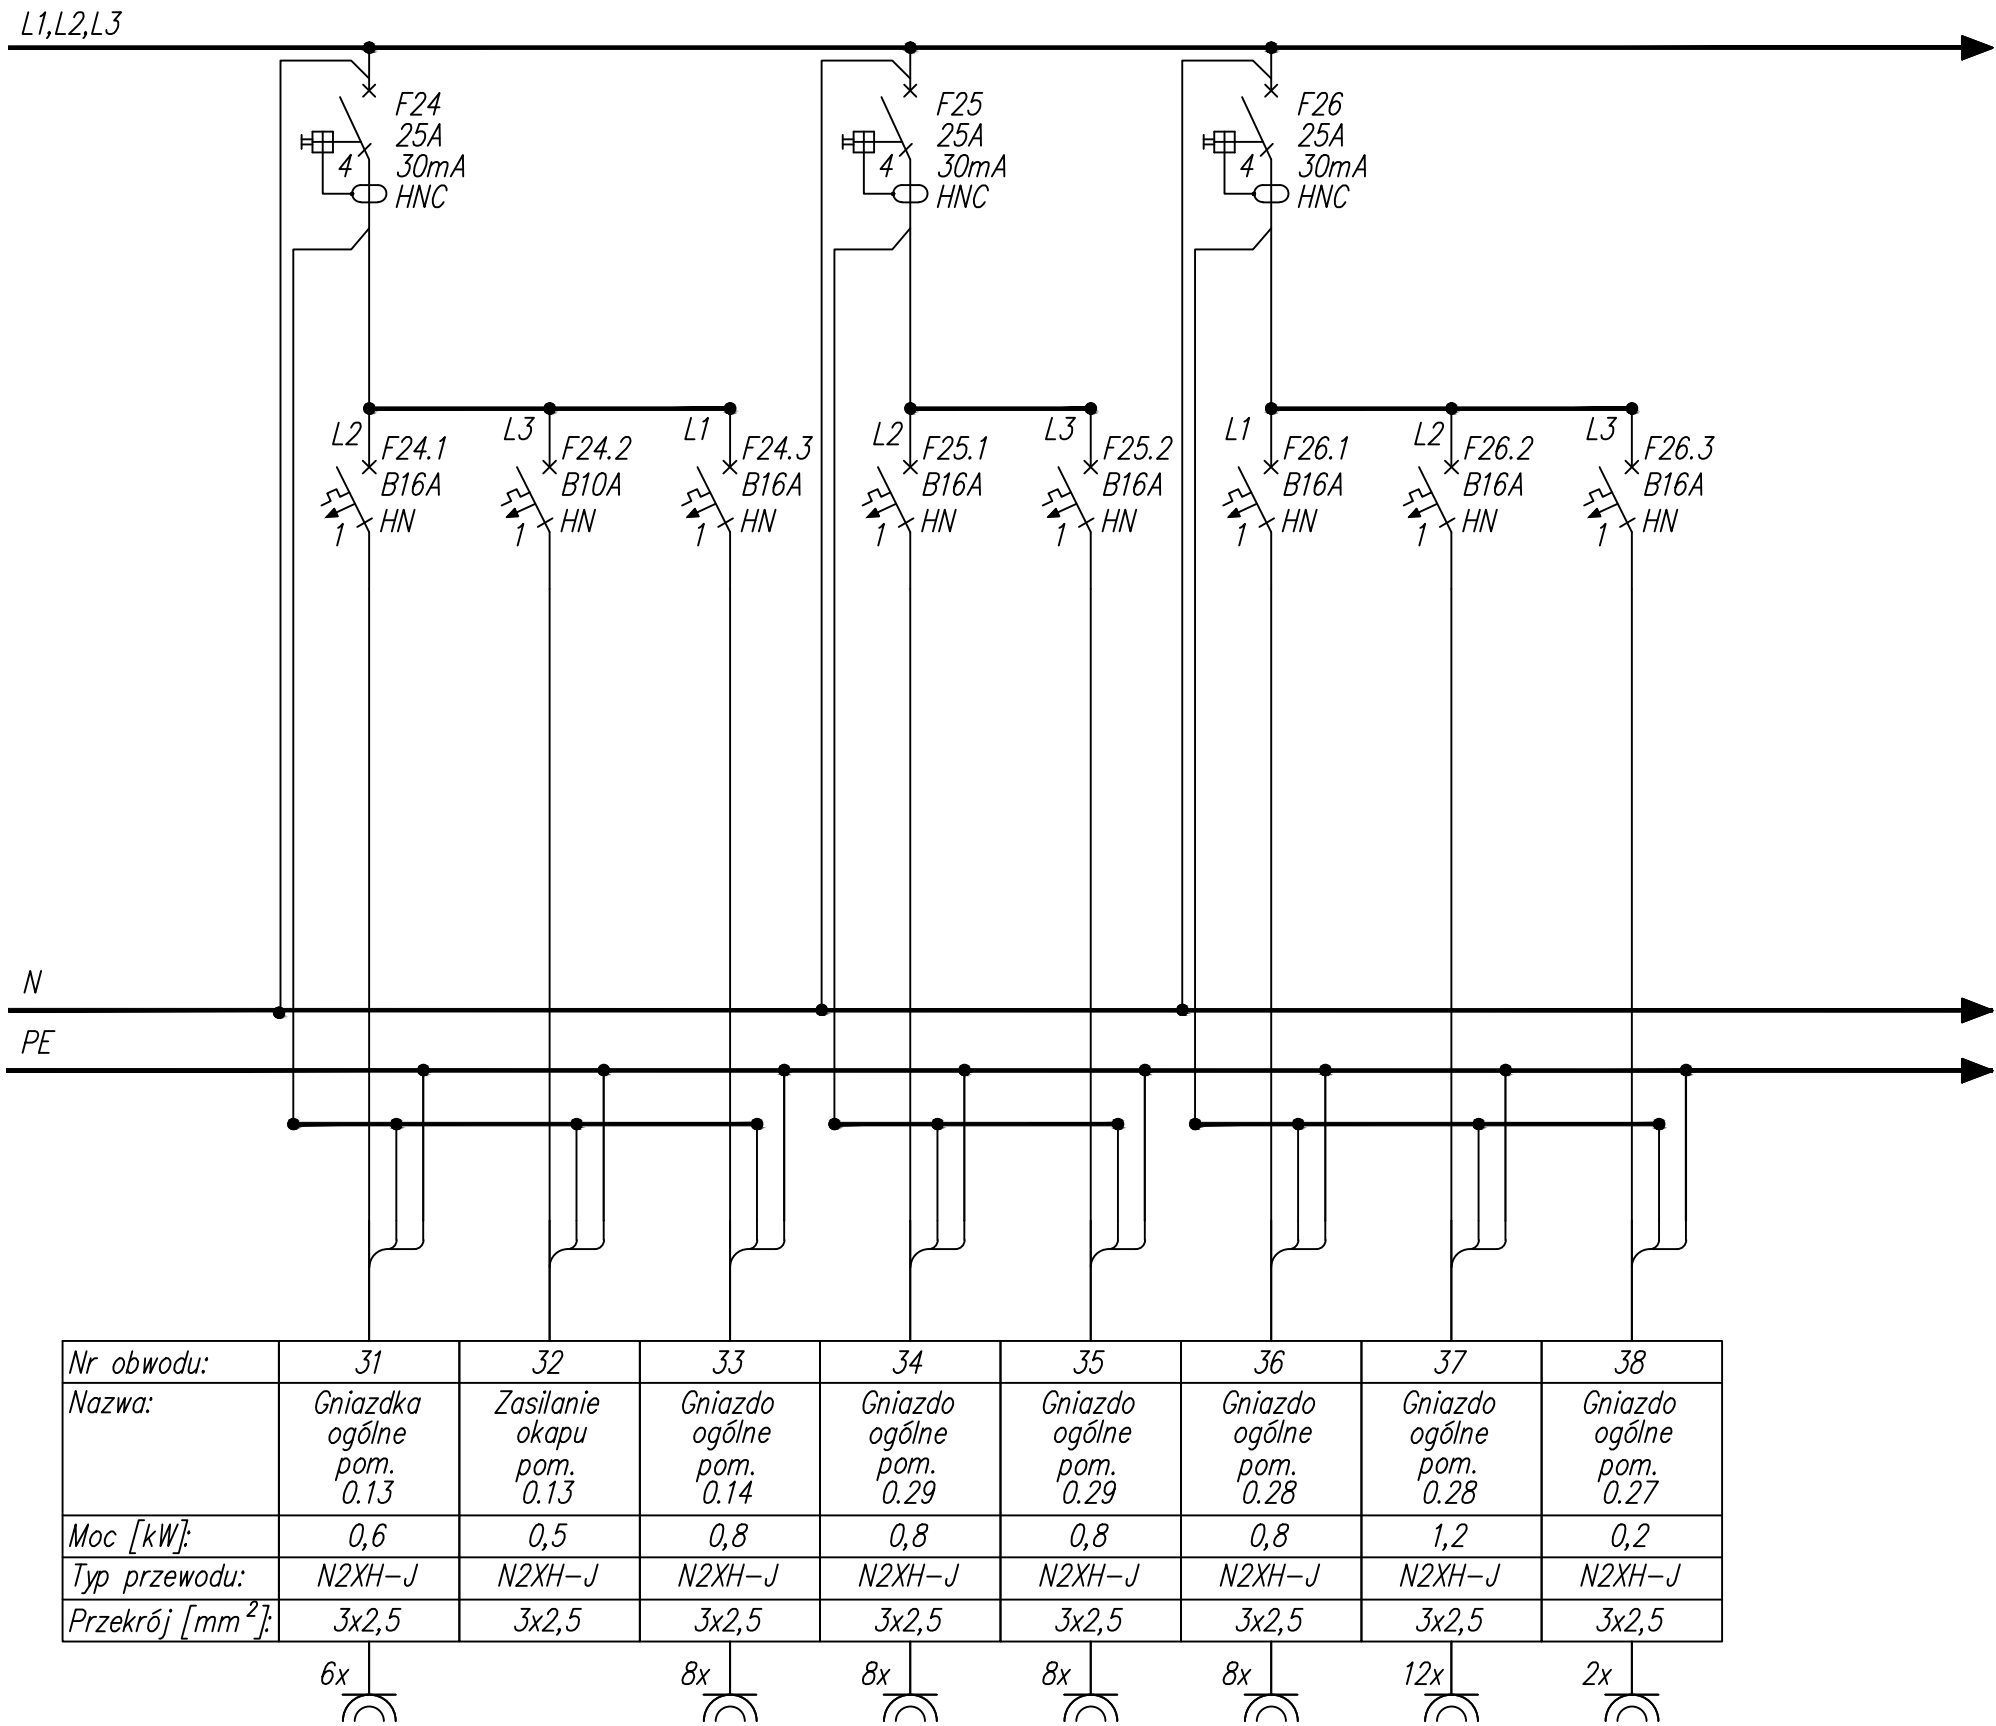 L1,L2,L3
F24
25A
30mA
4
HNC
F25
25A
30mA
4
HNC
F26
25A
30mA
4
HNC
L2
F24.1
B16A
HN
1
L3
F24.2
B10A
HN
1
L1
F24.3
B16A
HN
1
L2
F25.1
B16A
HN
1
L3
F25.2
B16A
HN
1
L1
F26.1
B16A
HN
1
L2
F26.2
B16A
HN
1
L3
F26.3
B16A
HN
1
N
PE
Nr obwodu: 31 32 33 34 35 36 37 38
Nazwa: Gniazdka Zasilanie Gniazdo Gniazdo Gniazdo Gniazdo Gniazdo Gniazdo
ogólne okapu ogólne ogólne ogólne ogólne ogólne ogólne
pom. pom. pom. pom. pom. pom. pom. pom.
0.13 0.13 0.14 0.29 0.29 0.28 0.28 0.27
Moc [kW]: 0,6 0,5 0,8 0,8 0,8 0,8 1,2 0,2
Typ przewodu: N2XH-J N2XH-J N2XH-J N2XH-J N2XH-J N2XH-J N2XH-J N2XH-J
Przekrój [mm²]: 3x2,5 3x2,5 3x2,5 3x2,5 3x2,5 3x2,5 3x2,5 3x2,5
6x 8x 8x 8x 8x 12x 2x